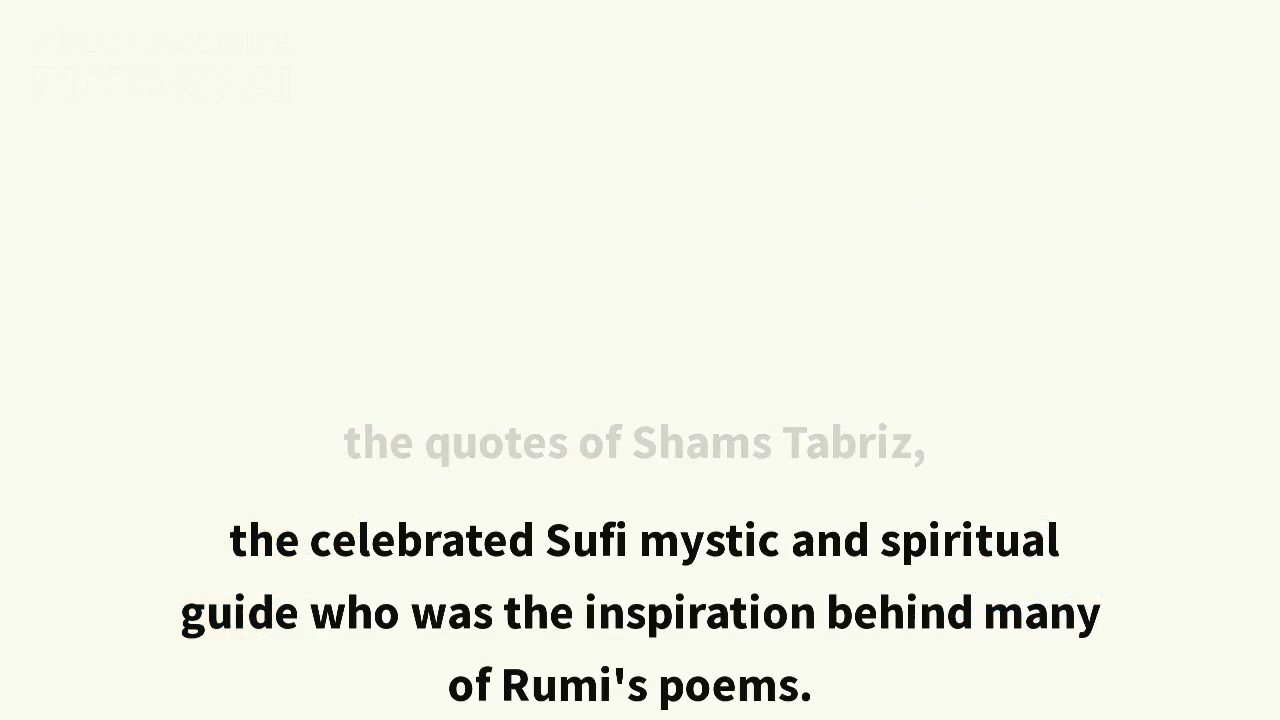 the quotes of Shams Tabriz,
the celebrated Sufi mystic and spiritual
guide who was the inspiration behind many
of Rumi's poems.